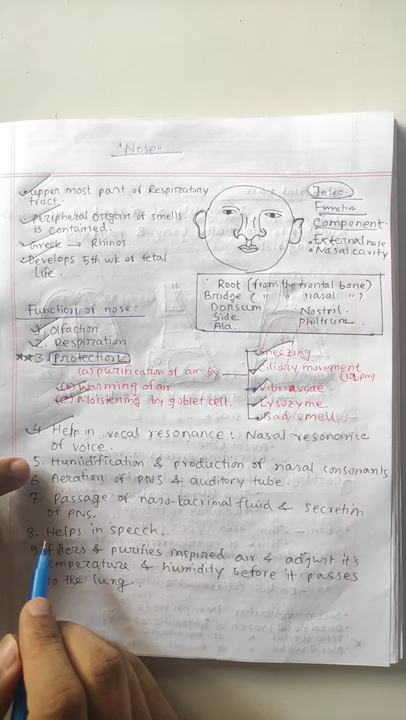 "Nose"
upper most part of Respiratory
tract.
Peripheral origin of smells.
is contained.
Greek → Rhinos.
Develops 5th wk of fetal
life.
Intro.
Function
Component
• External nose
• Nasal cavity
Root (from the frontal bone)
Bridge ( " " nasal ")
Dorsum
Side
Ala.
Nostril.
Philtrum.
Function of nose:
1. Olfaction
2. Respiration
3. Protection
(a) purification of air by
Sneezing
Ciliary movement
Vibrissae
Lysozyme
Bad smell
(b) Warming of air
(c) Moistening by goblet cell.
4. Help in vocal resonance: Nasal resonance
of voice.
5. Humidification & production of nasal consonants
6. Aeration of PNS & auditory tube.
7. Passage of naso-lacrimal fluid & secretion
of PNS.
8. Helps in speech.
9. & purifies inspired air & adjust it's
temperature & humidity before it passes
to the lung.